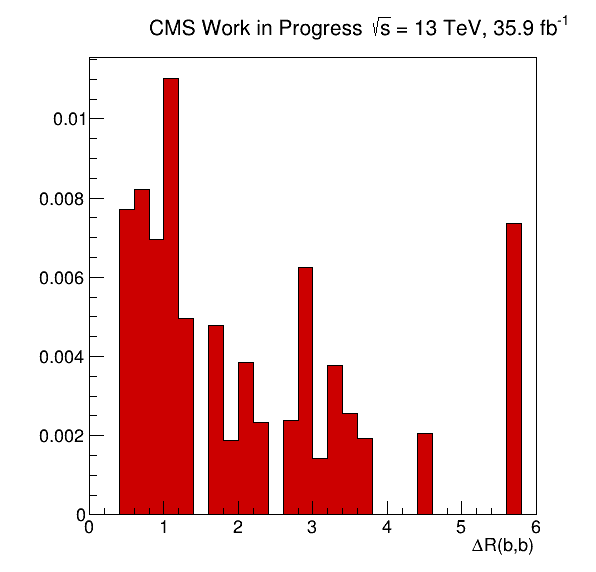 CMS Work in Progress √s = 13 TeV, 35.9 fb⁻¹
0.01
0.008
0.006
0.004
0.002
0
0 1 2 3 4 5 6
ΔR(b,b)